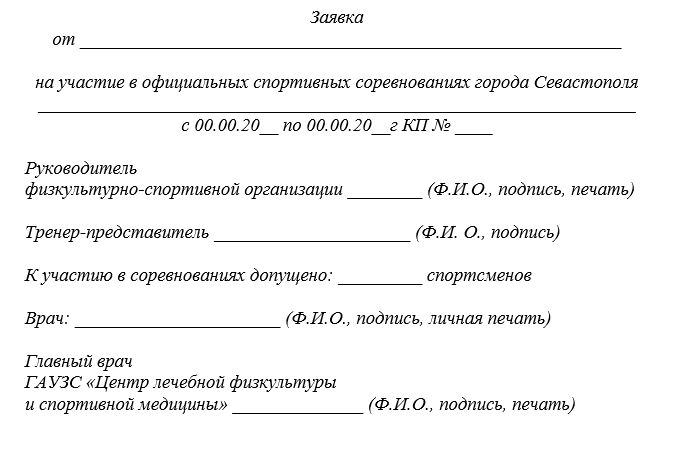 Заявка
от __________________________________________________________
на участие в официальных спортивных соревнованиях города Севастополя
________________________________________________________________
с 00.00.20__ по 00.00.20__г КП № ____
Руководитель
физкультурно-спортивной организации ________ (Ф.И.О., подпись, печать)
Тренер-представитель _____________________ (Ф.И. О., подпись)
К участию в соревнованиях допущено: _________ спортсменов
Врач: ______________________ (Ф.И.О., подпись, личная печать)
Главный врач
ГАУЗС «Центр лечебной физкультуры
и спортивной медицины» ______________ (Ф.И.О., подпись, печать)